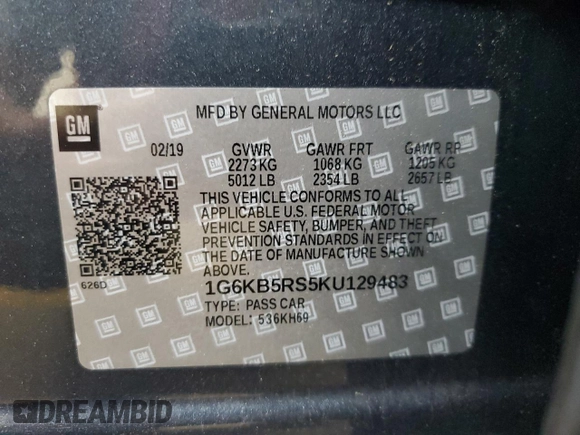 GM
MFD BY GENERAL MOTORS LLC
02/19 GVWR GAWR FRT GAWR RR
2273 KG 1068 KG 1205 KG
5012 LB 2354 LB 2657 LB
THIS VEHICLE CONFORMS TO ALL
APPLICABLE U.S. FEDERAL MOTOR
VEHICLE SAFETY, BUMPER, AND THEFT
PREVENTION STANDARDS IN EFFECT ON
THE DATE OF MANUFACTURE SHOWN
ABOVE.
626D
1G6KB5RS5KU129483
TYPE: PASS CAR
MODEL: 536KH69
DREAMBID